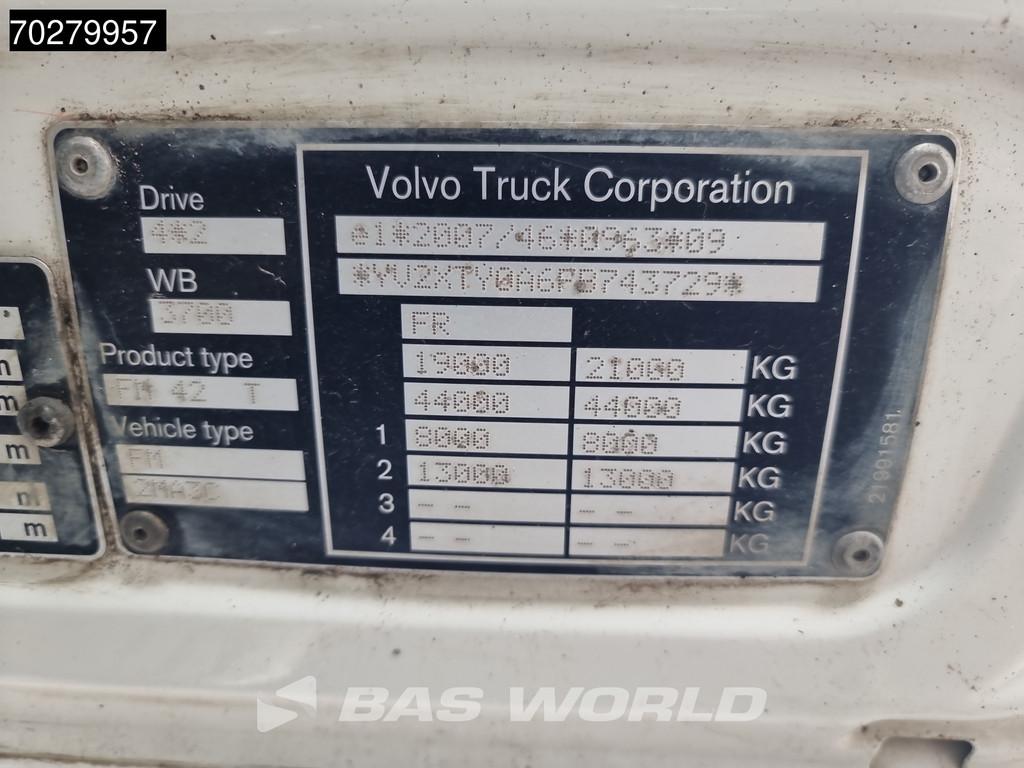 70279957
Volvo Truck Corporation
Drive
4*2
e1*2007/46*0963*09
WB
3700
FR
Product type
19000 21000 KG
FM 42 T
44000 44000 KG
Vehicle type
1 8000 8000 KG
FM
2 13000 13000 KG
2MA3C
3 -- -- KG
4 -- -- KG
21991581
m
m
BAS WORLD